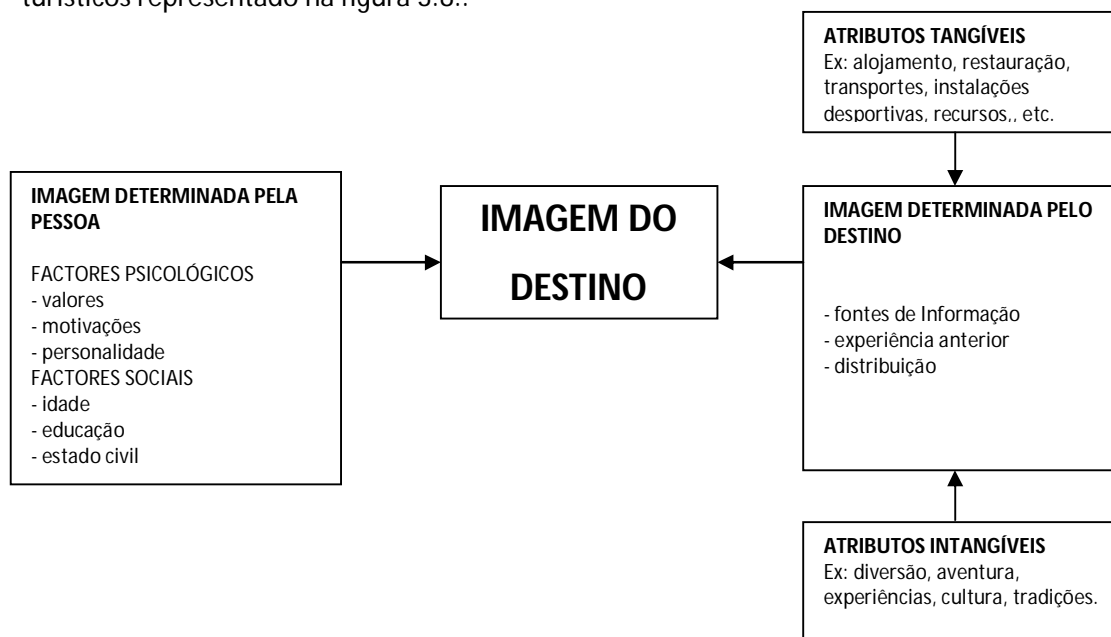 turísticos representado na figura 3.8..
ATRIBUTOS TANGÍVEIS
Ex: alojamento, restauração,
transportes, instalações
desportivas, recursos,, etc.
IMAGEM DETERMINADA PELA
PESSOA
FACTORES PSICOLÓGICOS
- valores
- motivações
- personalidade
FACTORES SOCIAIS
- idade
- educação
- estado civil
IMAGEM DO
DESTINO
IMAGEM DETERMINADA PELO
DESTINO
- fontes de Informação
- experiência anterior
- distribuição
ATRIBUTOS INTANGÍVEIS
Ex: diversão, aventura,
experiências, cultura, tradições.